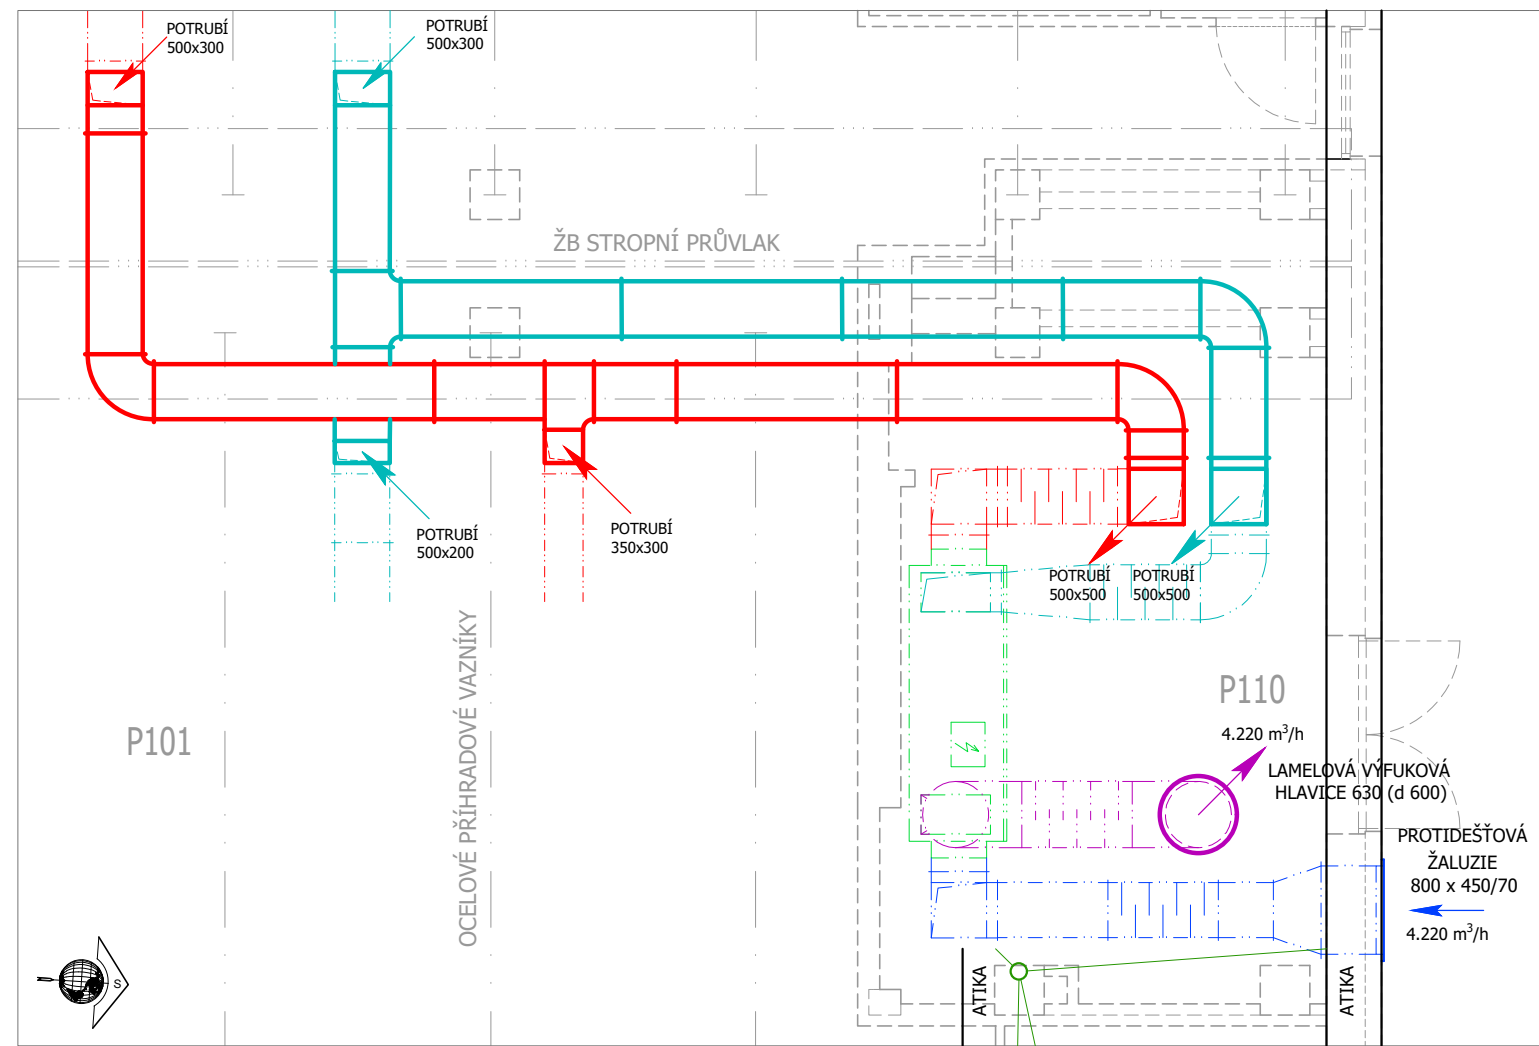 POTRUBÍ
500x300
POTRUBÍ
500x300
ŽB STROPNÍ PRŮVLAK
POTRUBÍ
500x200
POTRUBÍ
350x300
POTRUBÍ
500x500
POTRUBÍ
500x500
OCELOVÉ PŘÍHRADOVÉ VAZNÍKY
P101
P110
4.220 m³/h
LAMELOVÁ VÝFUKOVÁ
HLAVICE 630 (d 600)
PROTIDEŠŤOVÁ
ŽALUZIE
800 x 450/70
4.220 m³/h
ATIKA
ATIKA
S